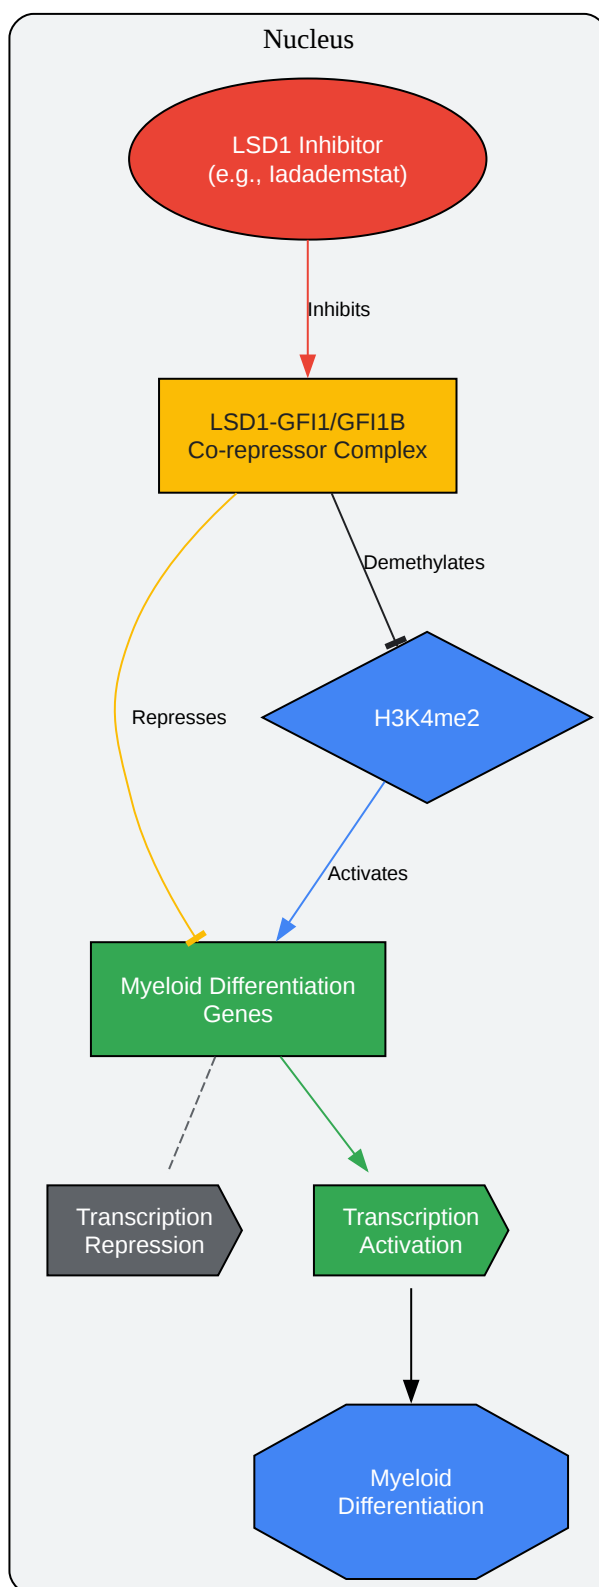 Nucleus
LSD1 Inhibitor
(e.g., Iadademstat)
Inhibits
LSD1-GFI1/GFI1B
Co-repressor Complex
Demethylates
H3K4me2
Represses
Activates
Myeloid Differentiation
Genes
Transcription
Repression
Transcription
Activation
Myeloid
Differentiation